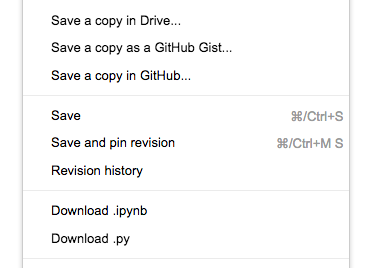 Save a copy in Drive...
Save a copy as a GitHub Gist...
Save a copy in GitHub...
Save ⌘/Ctrl+S
Save and pin revision ⌘/Ctrl+M S
Revision history
Download .ipynb
Download .py